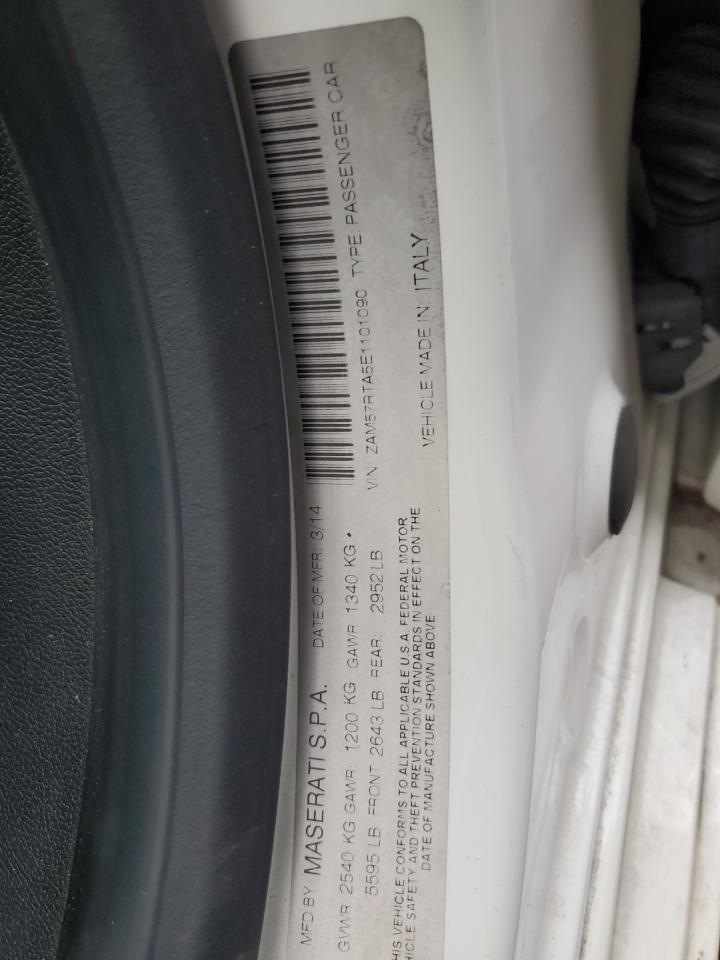 MFD BY MASERATI S.P.A. DATE OF MFR: 3/14
GVWR 2540 KG GAWR: 1200 KG GAWR 1340 KG *
5595 LB FRONT: 2643 LB REAR: 2952 LB
VIN: ZAM57RTA5E1101090 TYPE: PASSENGER CAR
HIS VEHICLE CONFORMS TO ALL APPLICABLE U.S.A. FEDERAL MOTOR
HICLE SAFETY AND THEFT PREVENTION STANDARDS IN EFFECT ON THE
DATE OF MANUFACTURE SHOWN ABOVE
VEHICLE MADE IN: ITALY